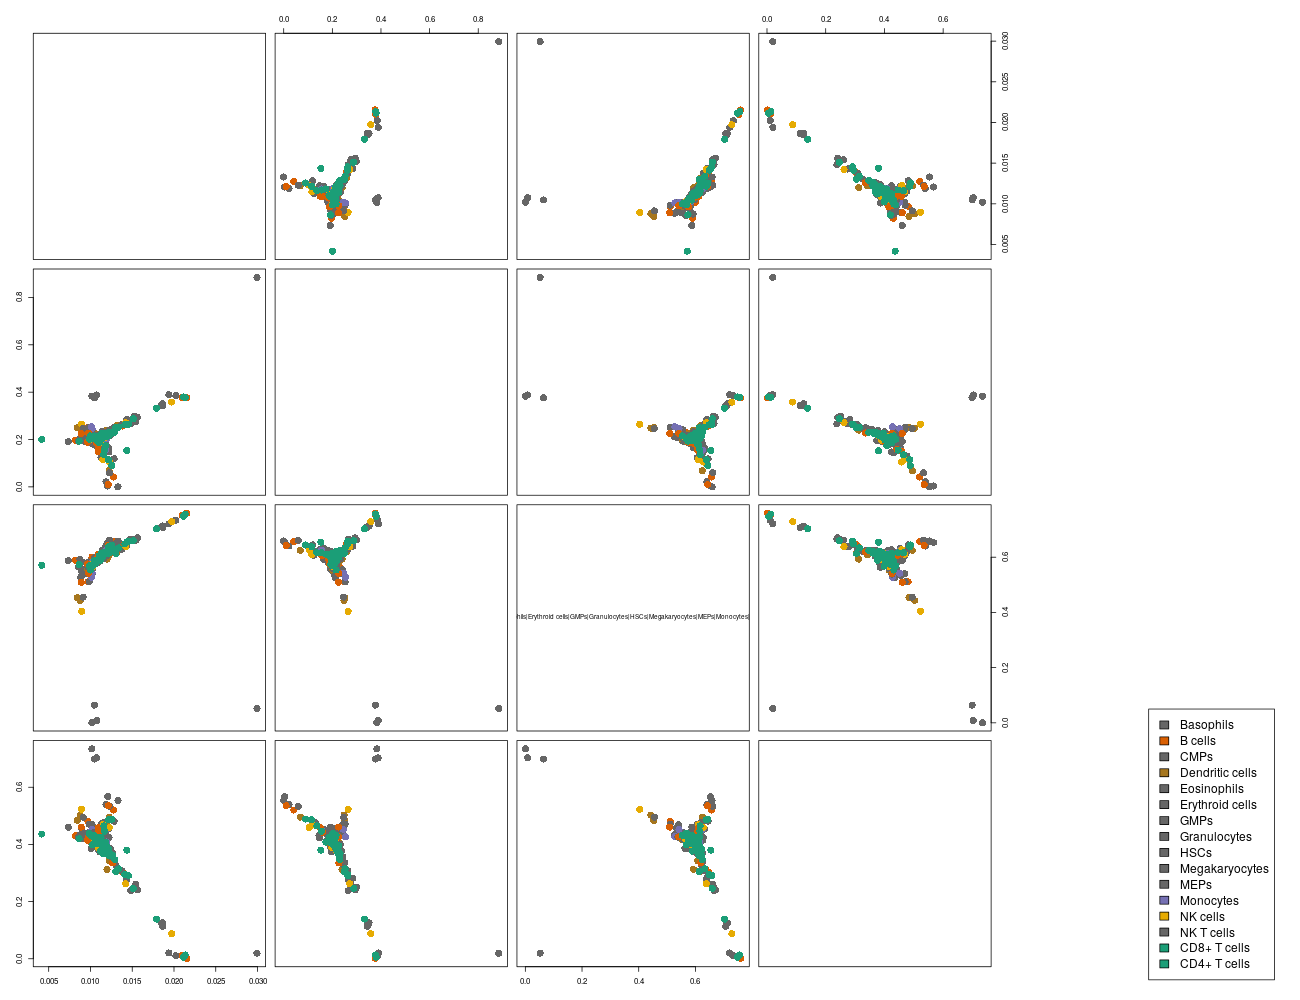 0.0 0.2 0.4 0.6 0.8
0.0 0.2 0.4 0.6
0.005 0.010 0.015 0.020 0.025 0.030
0.0 0.2 0.4 0.6 0.8
hils|Erythroid cells|GMPs|Granulocytes|HSCs|Megakaryocytes|MEPs|Monocytes|
0.0 0.2 0.4 0.6
0.0 0.2 0.4 0.6
0.005 0.010 0.015 0.020 0.025 0.030
0.0 0.2 0.4 0.6
Basophils
B cells
CMPs
Dendritic cells
Eosinophils
Erythroid cells
GMPs
Granulocytes
HSCs
Megakaryocytes
MEPs
Monocytes
NK cells
NK T cells
CD8+ T cells
CD4+ T cells